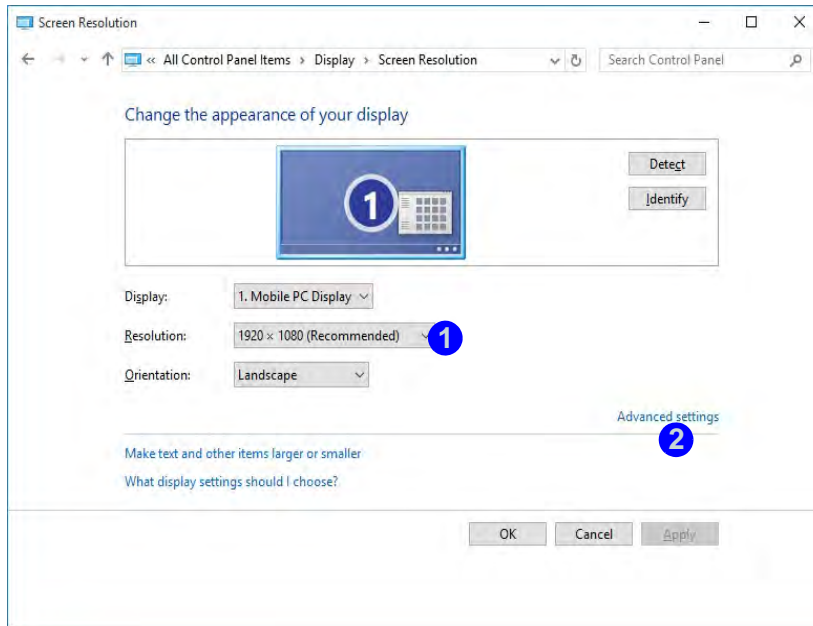 Screen Resolution
« All Control Panel Items > Display > Screen Resolution
Search Control Panel
Change the appearance of your display
1
Detect
Identify
Display: 1. Mobile PC Display
Resolution: 1920 × 1080 (Recommended) 1
Orientation: Landscape
Advanced settings
2
Make text and other items larger or smaller
What display settings should I choose?
OK Cancel Apply